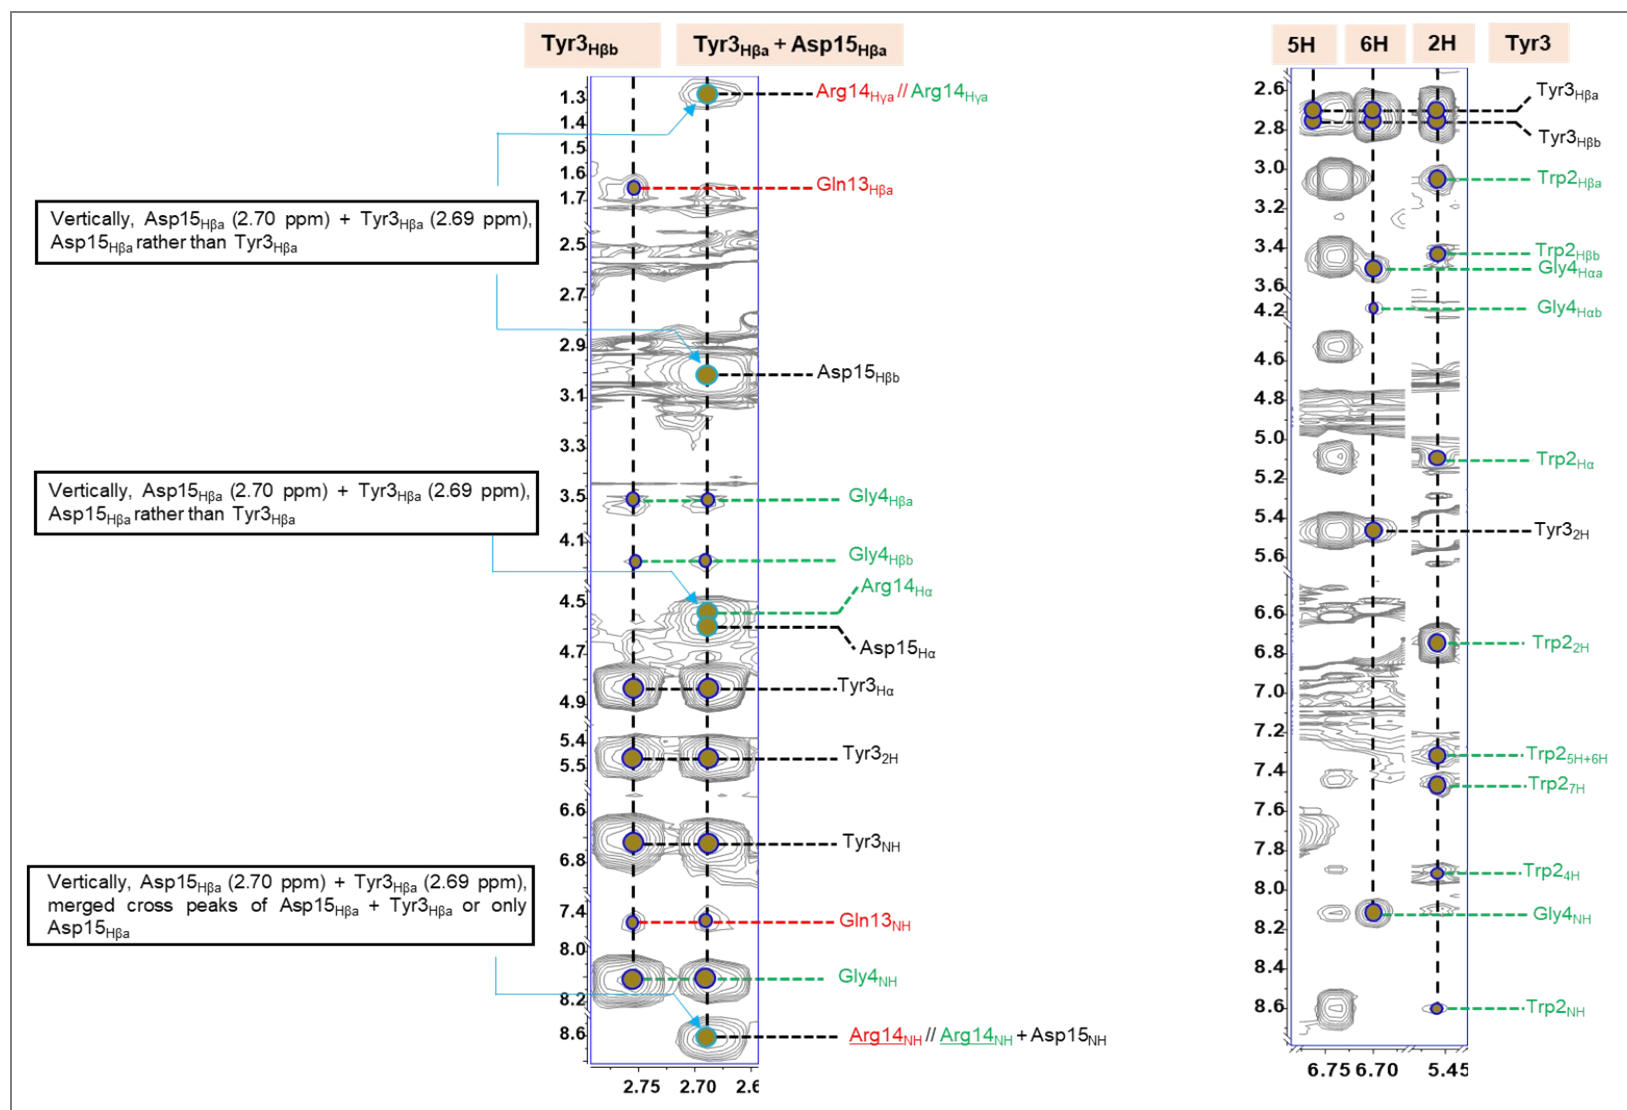 Tyr3Hβb
Tyr3Hβa + Asp15Hβa
1.3
1.4
1.5
1.6
1.7
2.5
2.7
2.9
3.1
3.3
3.5
4.1
4.5
4.7
4.9
5.4
5.5
6.6
6.8
7.4
8.0
8.2
8.6
2.75
2.70
2.6
Arg14Hγa // Arg14Hγa
Gln13Hβa
Asp15Hβb
Gly4Hβa
Gly4Hβb
Arg14Hα
Asp15Hα
Tyr3Hα
Tyr32H
Tyr3NH
Gln13NH
Gly4NH
Arg14NH // Arg14NH + Asp15NH
Vertically, Asp15Hβa (2.70 ppm) + Tyr3Hβa (2.69 ppm),
Asp15Hβa rather than Tyr3Hβa
Vertically, Asp15Hβa (2.70 ppm) + Tyr3Hβa (2.69 ppm),
Asp15Hβa rather than Tyr3Hβa
Vertically, Asp15Hβa (2.70 ppm) + Tyr3Hβa (2.69 ppm),
merged cross peaks of Asp15Hβa + Tyr3Hβa or only
Asp15Hβa
5H
6H
2H
Tyr3
2.6
2.8
3.0
3.2
3.4
3.6
4.2
4.6
4.8
5.0
5.2
5.4
5.6
6.6
6.8
7.0
7.2
7.4
7.6
7.8
8.0
8.2
8.4
8.6
6.75
6.70
5.45
Tyr3Hβa
Tyr3Hβb
Trp2Hβa
Trp2Hβb
Gly4Hαa
Gly4Hαb
Trp2Hα
Tyr32H
Trp22H
Trp25H+6H
Trp27H
Trp24H
Gly4NH
Trp2NH